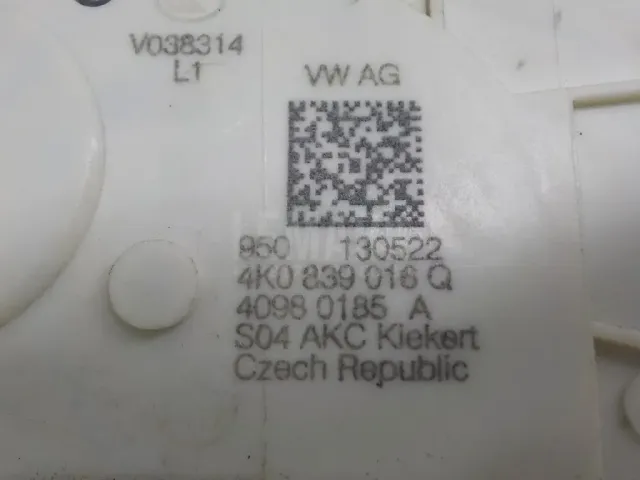 V038314
L1
VW AG
950 130522
4K0 839 016 Q
4098 0185 A
S04 AKC Kiekert
Czech Republic